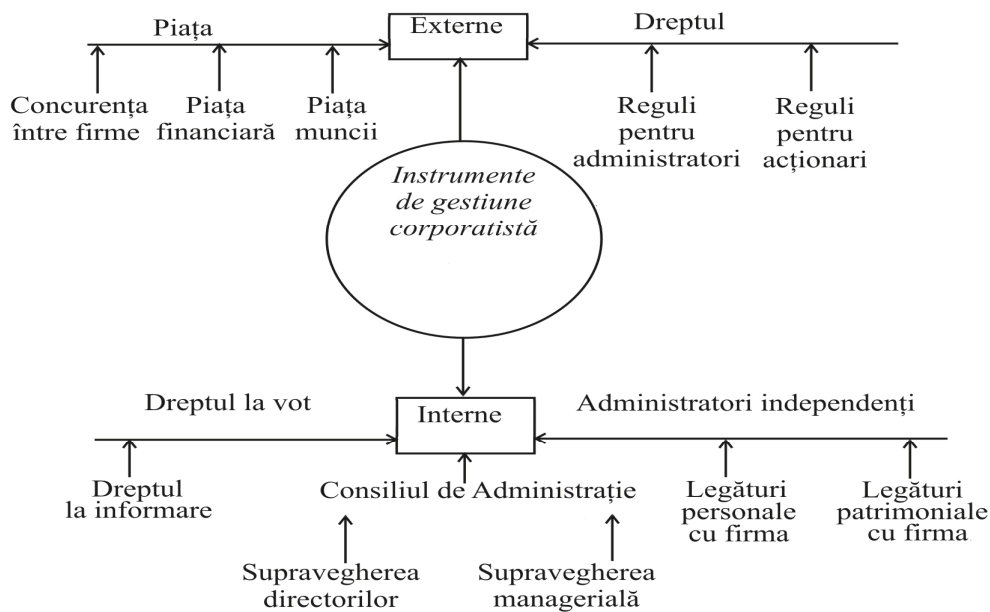 Piața
Externe
Dreptul
Concurența
între firme
Piața
financiară
Piața
muncii
Reguli
pentru
administratori
Reguli
pentru
acționari
Instrumente
de gestiune
corporatistă
Dreptul la vot
Interne
Administratori independenți
Dreptul
la informare
Consiliul de Administrație
Legături
personale
cu firma
Legături
patrimoniale
cu firma
Supravegherea
directorilor
Supravegherea
managerială